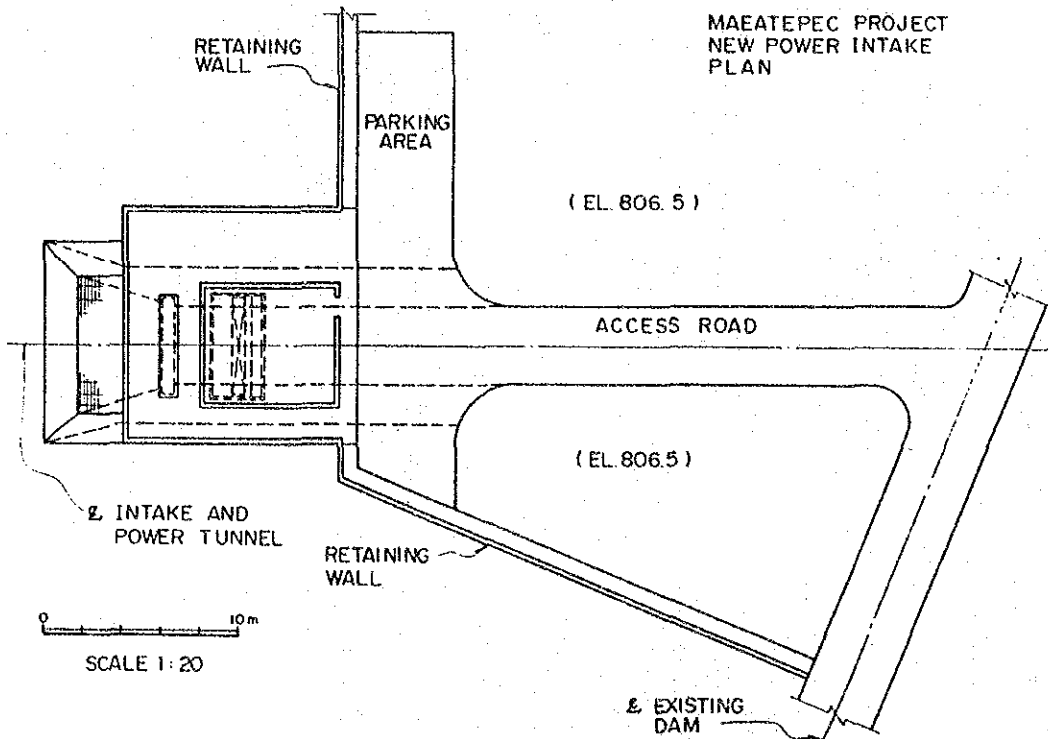 MAEATEPEC PROJECT
NEW POWER INTAKE
PLAN
RETAINING
WALL
PARKING
AREA
( EL. 806. 5 )
ACCESS ROAD
( EL. 806.5 )
℄ INTAKE AND
POWER TUNNEL
RETAINING
WALL
0 10 m
SCALE 1 : 20
℄ EXISTING
DAM